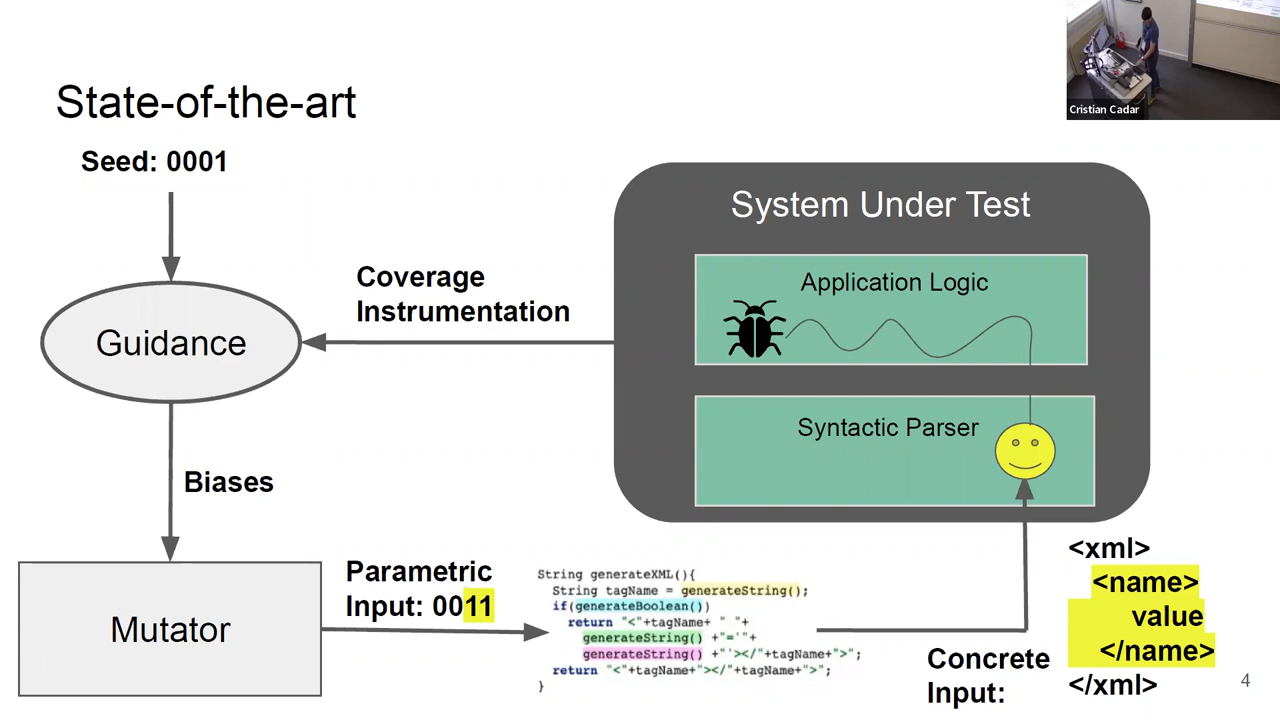 Cristian Cadar
State-of-the-art
Seed: 0001
System Under Test
Coverage
Instrumentation
Application Logic
Guidance
Syntactic Parser
Biases
Mutator
Parametric
Input: 0011
String generateXML(){
String tagName = generateString();
if(generateBoolean())
return "<"+tagName+ " "+
generateString() +"='"+
generateString() +"'></"+tagName+">";
return "<"+tagName+"></"+tagName+">";
}
Concrete
Input:
<xml>
<name>
value
</name>
</xml>
4